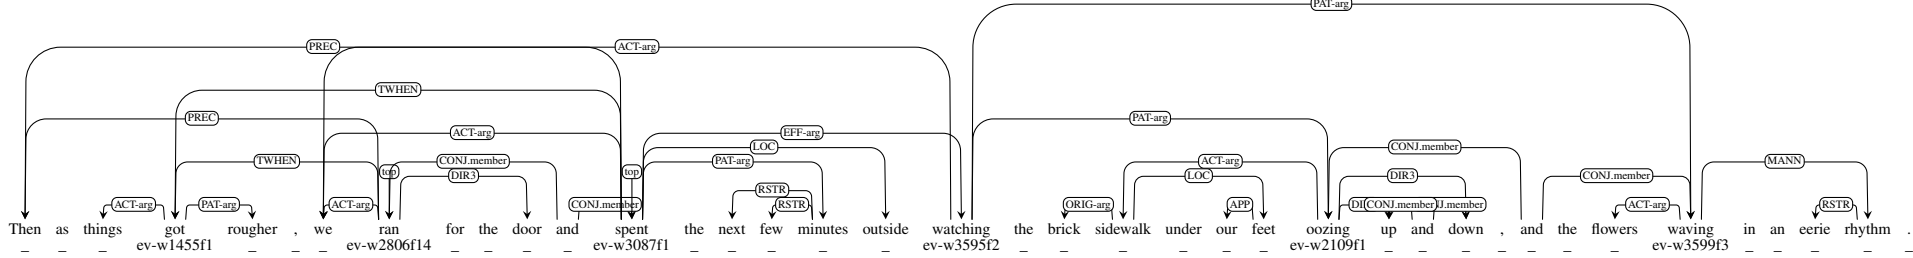 PAT-arg
PREC ACT-arg
TWHEN
PREC PAT-arg
ACT-arg EFF-arg
LOC CONJ.member
TWHEN CONJ.member PAT-arg ACT-arg MANN
top DIR3 top LOC DIR3 CONJ.member
RSTR
ACT-arg PAT-arg ACT-arg CONJ.member RSTR ORIG-arg APP CONJ.member ACT-arg RSTR
Then as things got rougher , we ran for the door and spent the next few minutes outside watching the brick sidewalk under our feet oozing up and down , and the flowers waving in an eerie rhythm .
_ _ _ ev-w1455f1 _ _ _ ev-w2806f14 _ _ _ _ ev-w3087f1 _ _ _ _ _ ev-w3595f2 _ _ _ _ _ _ ev-w2109f1 _ _ _ _ _ _ _ ev-w3599f3 _ _ _ _ _